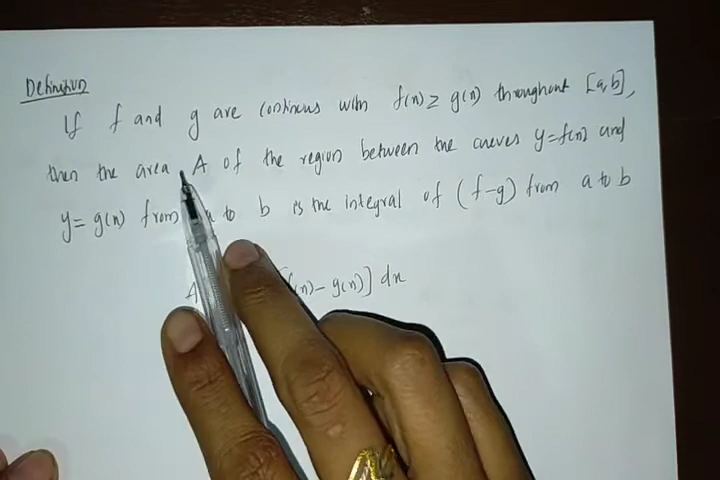 Definition
If f and g are continous with f(x) ≥ g(x) throughout [a,b],
then the area A of the region between the curves y=f(x) and
y= g(x) from a to b is the integral of (f-g) from a to b
A f(x)- g(x)] dx